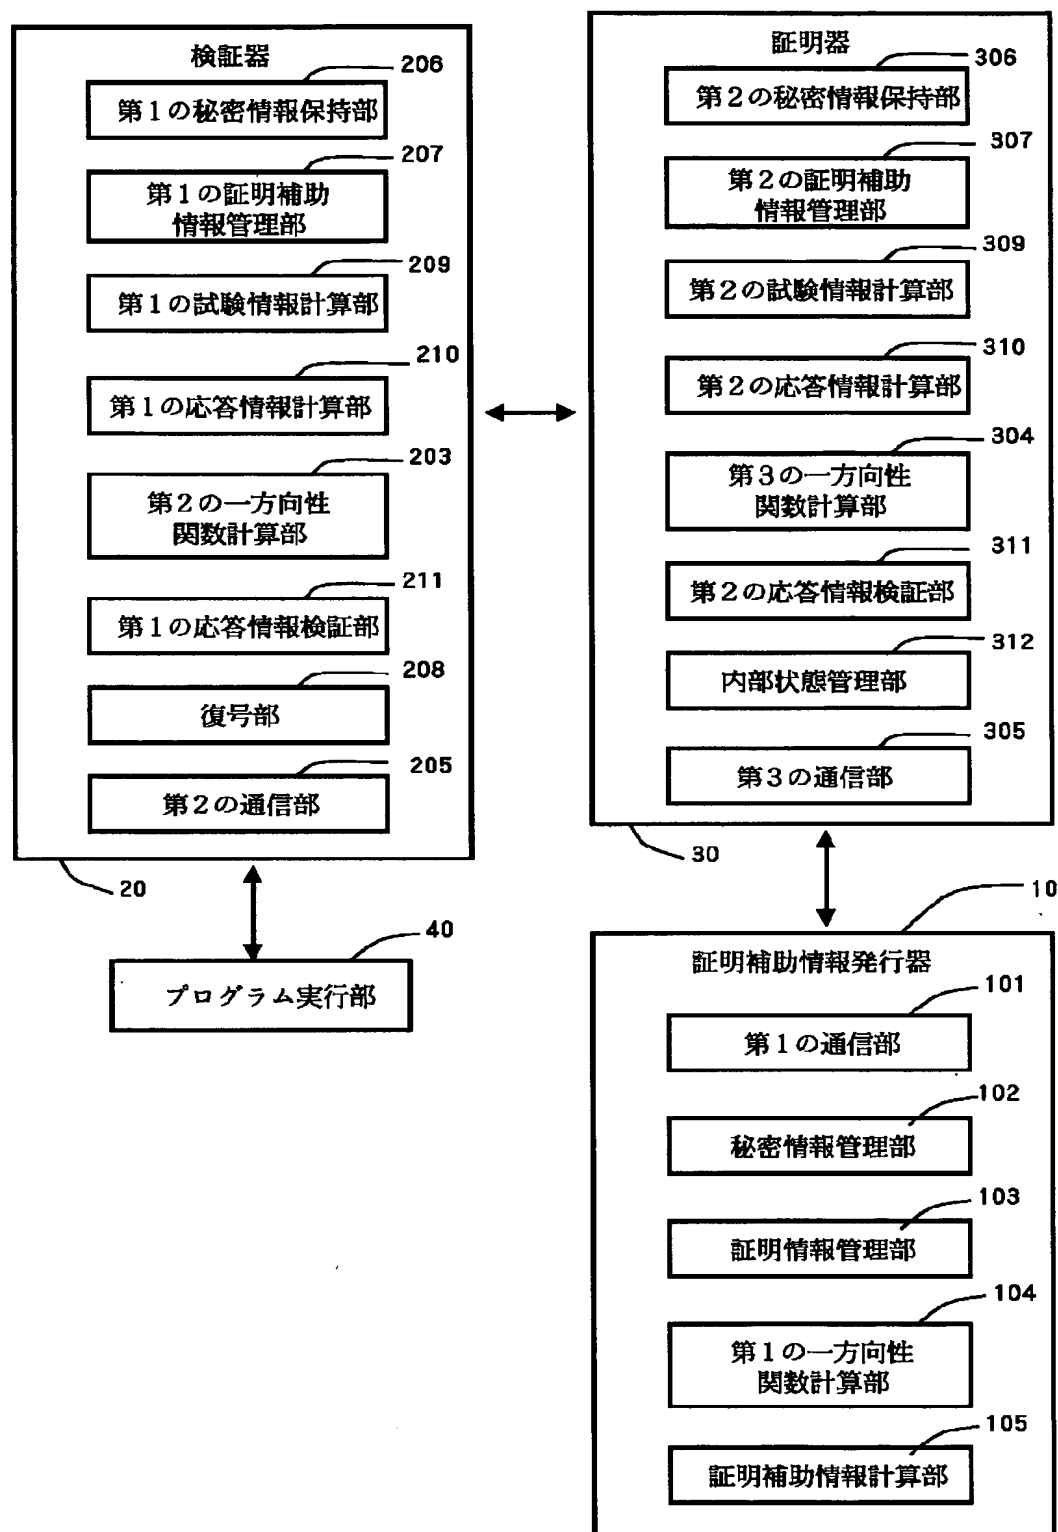 検証器
206
第1の秘密情報保持部
207
第1の証明補助
情報管理部
209
第1の試験情報計算部
210
第1の応答情報計算部
203
第2の一方向性
関数計算部
211
第1の応答情報検証部
208
復号部
205
第2の通信部
20
40
プログラム実行部
証明器
306
第2の秘密情報保持部
307
第2の証明補助
情報管理部
309
第2の試験情報計算部
310
第2の応答情報計算部
304
第3の一方向性
関数計算部
311
第2の応答情報検証部
312
内部状態管理部
305
第3の通信部
30
10
証明補助情報発行器
101
第1の通信部
102
秘密情報管理部
103
証明情報管理部
104
第1の一方向性
関数計算部
105
証明補助情報計算部